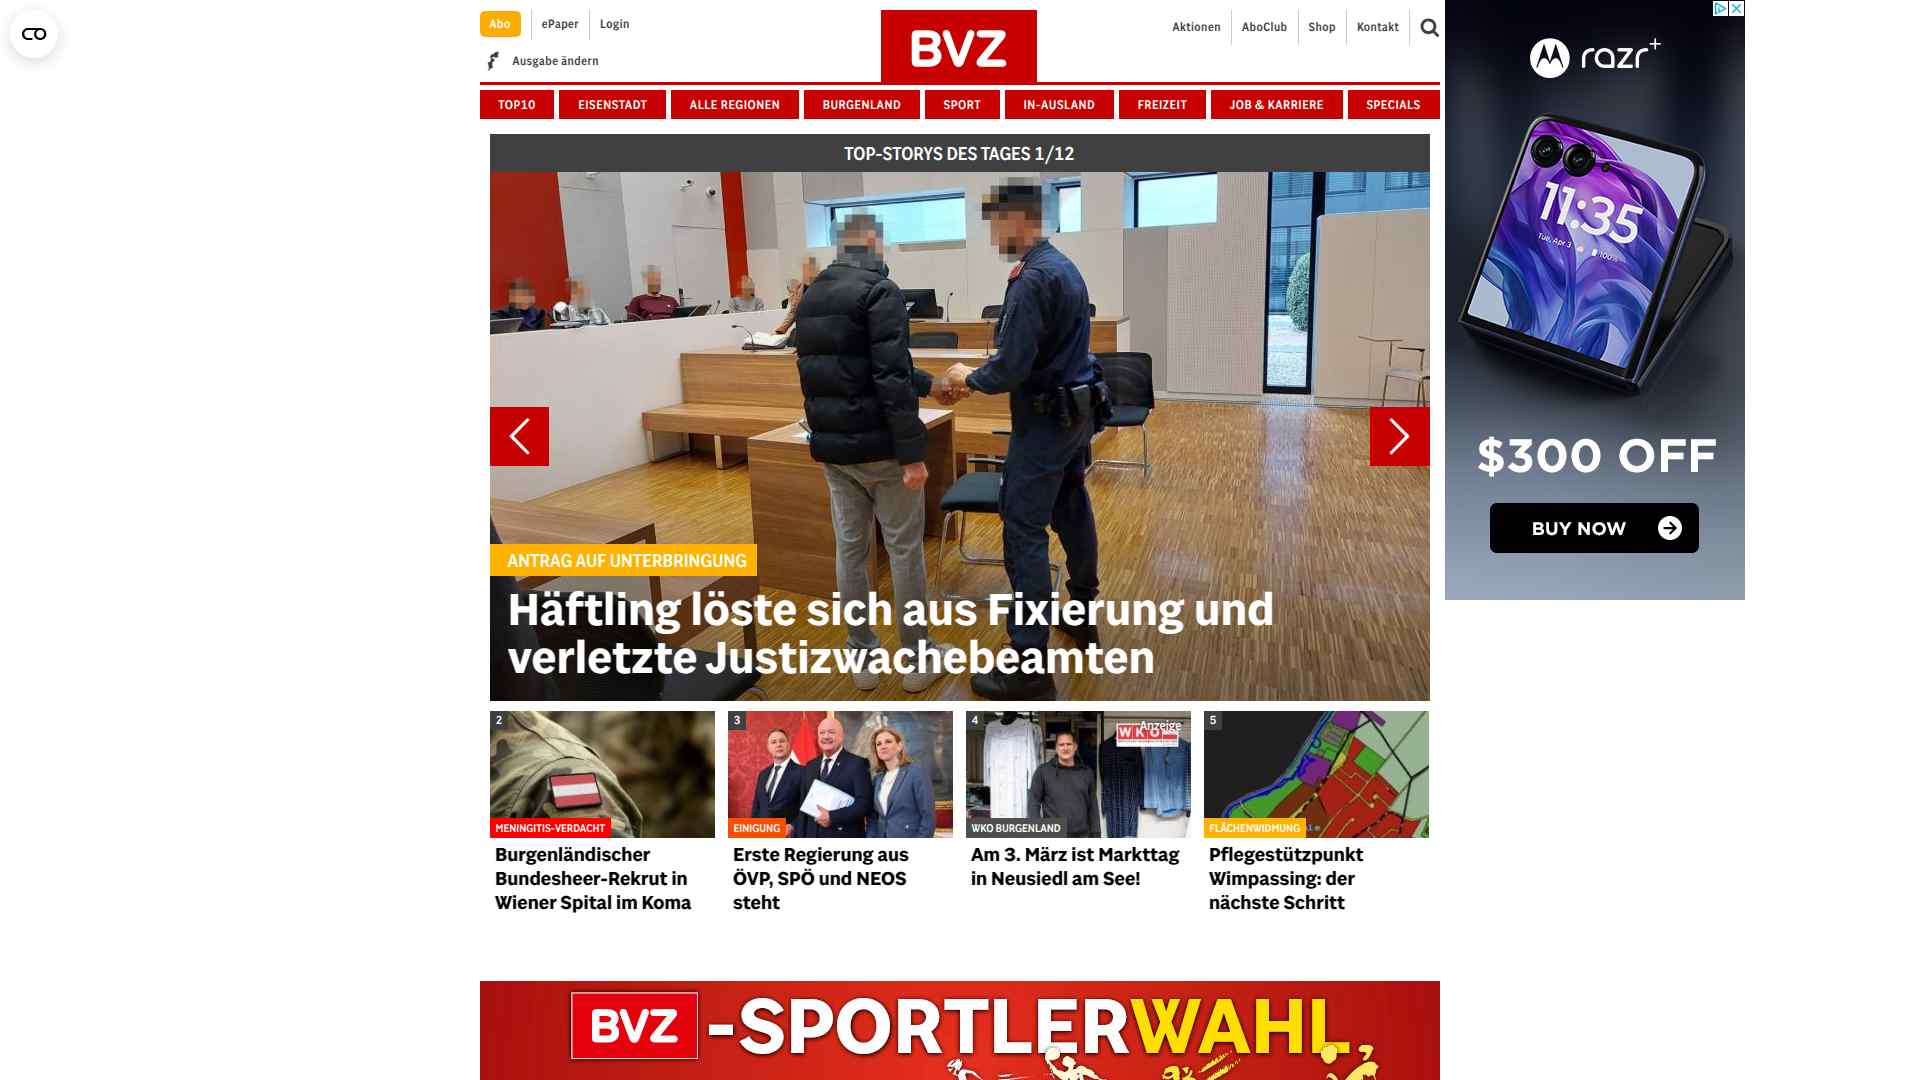 Abo
ePaper
Login
Ausgabe ändern
BVZ
Aktionen
AboClub
Shop
Kontakt
TOP10
EISENSTADT
ALLE REGIONEN
BURGENLAND
SPORT
IN-AUSLAND
FREIZEIT
JOB & KARRIERE
SPECIALS
TOP-STORYS DES TAGES 1/12
ANTRAG AUF UNTERBRINGUNG
Häftling löste sich aus Fixierung und
verletzte Justizwachebeamten
2
MENINGITIS-VERDACHT
Burgenländischer
Bundesheer-Rekrut in
Wiener Spital im Koma
3
EINIGUNG
Erste Regierung aus
ÖVP, SPÖ und NEOS
steht
4
Anzeige
WKO
WKO BURGENLAND
Am 3. März ist Markttag
in Neusiedl am See!
5
FLÄCHENWIDMUNG
Pflegestützpunkt
Wimpassing: der
nächste Schritt
BVZ-SPORTLERWAHL
razr+
11:35
Tue, Apr 3
100%
$300 OFF
BUY NOW